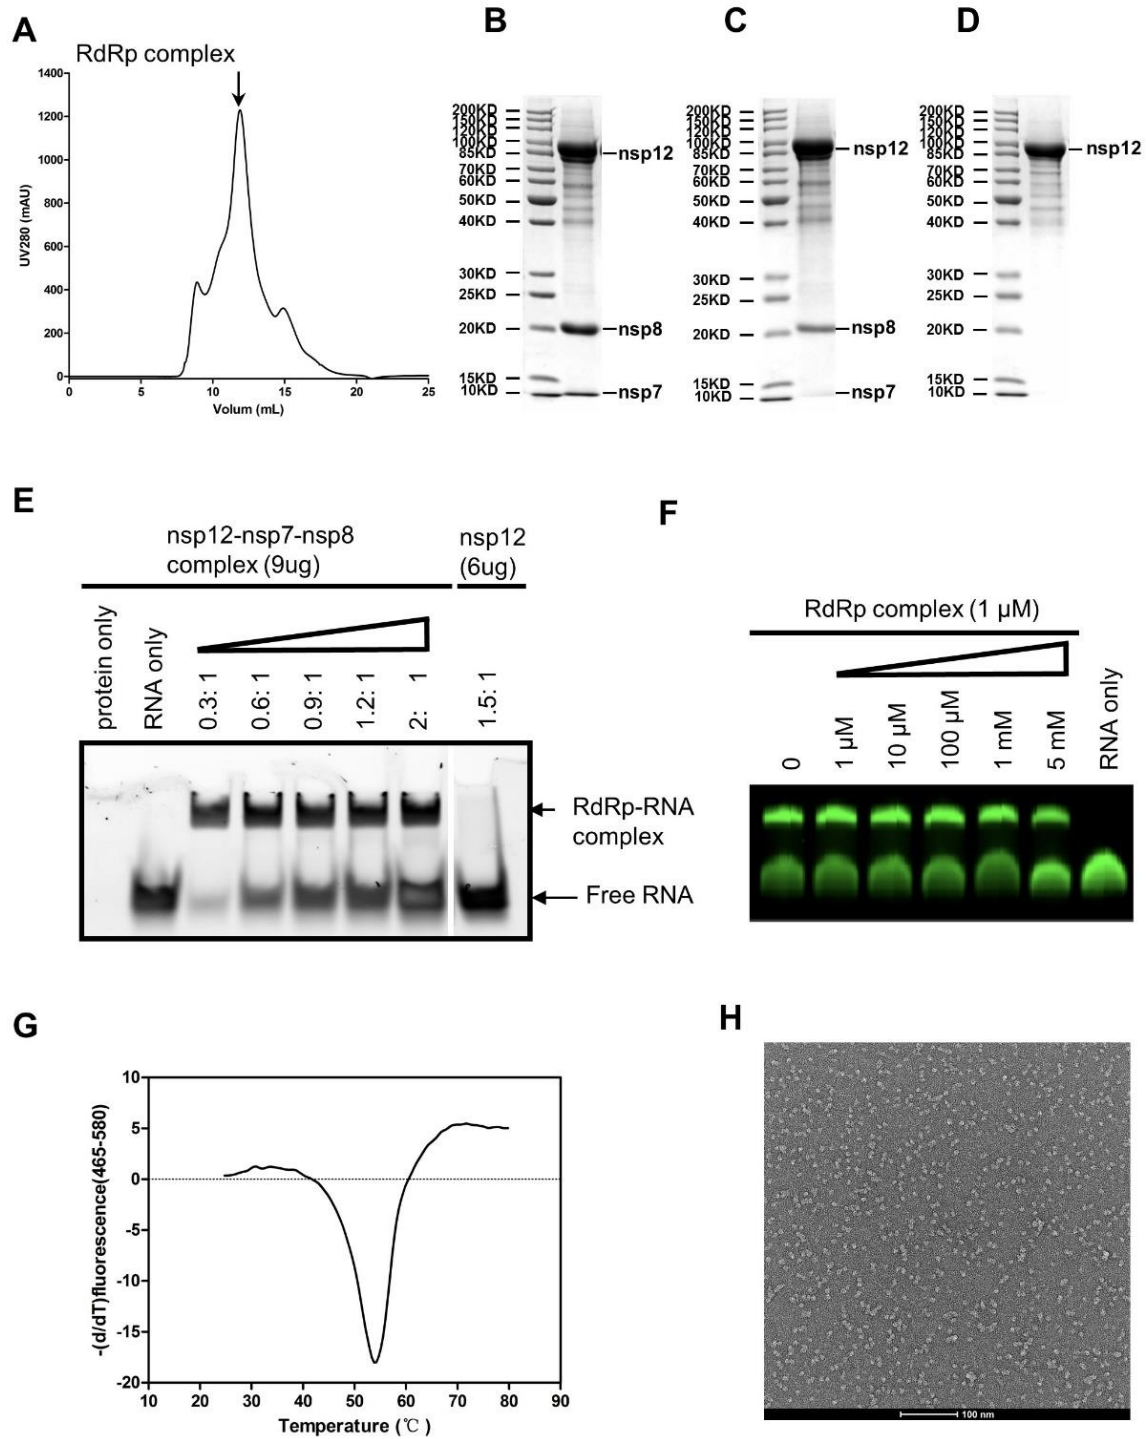 A
RdRp complex
1400
1200
1000
800
600
400
200
0
UV280 (mAU)
0 5 10 15 20 25
Volum (mL)
B
200KD
150KD
120KD
100KD
85KD
70KD
60KD
50KD
40KD
30KD
25KD
20KD
15KD
10KD
nsp12
nsp8
nsp7
C
200KD
150KD
120KD
100KD
85KD
70KD
60KD
50KD
40KD
30KD
25KD
20KD
15KD
10KD
nsp12
nsp8
nsp7
D
200KD
150KD
120KD
100KD
85KD
70KD
60KD
50KD
40KD
30KD
25KD
20KD
15KD
10KD
nsp12
E
nsp12-nsp7-nsp8
complex (9ug)
nsp12
(6ug)
protein only
RNA only
0.3: 1
0.6: 1
0.9: 1
1.2: 1
2: 1
1.5: 1
RdRp-RNA
complex
Free RNA
F
RdRp complex (1 µM)
0
1 µM
10 µM
100 µM
1 mM
5 mM
RNA only
G
10
5
0
-5
-10
-15
-20
-(d/dT)fluorescence(465-580)
10 20 30 40 50 60 70 80 90
Temperature (℃ )
H
100 nm